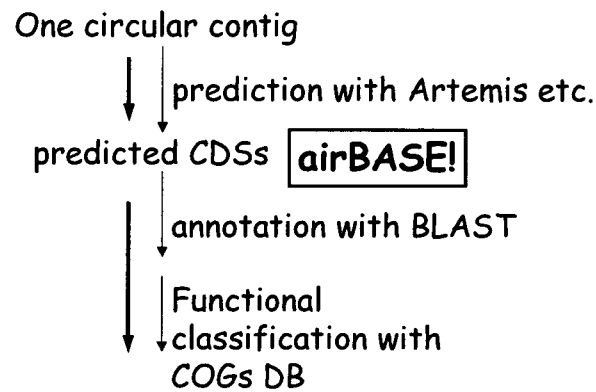 One circular contig
prediction with Artemis etc.
predicted CDSs airBASE!
annotation with BLAST
Functional
classification with
COGs DB